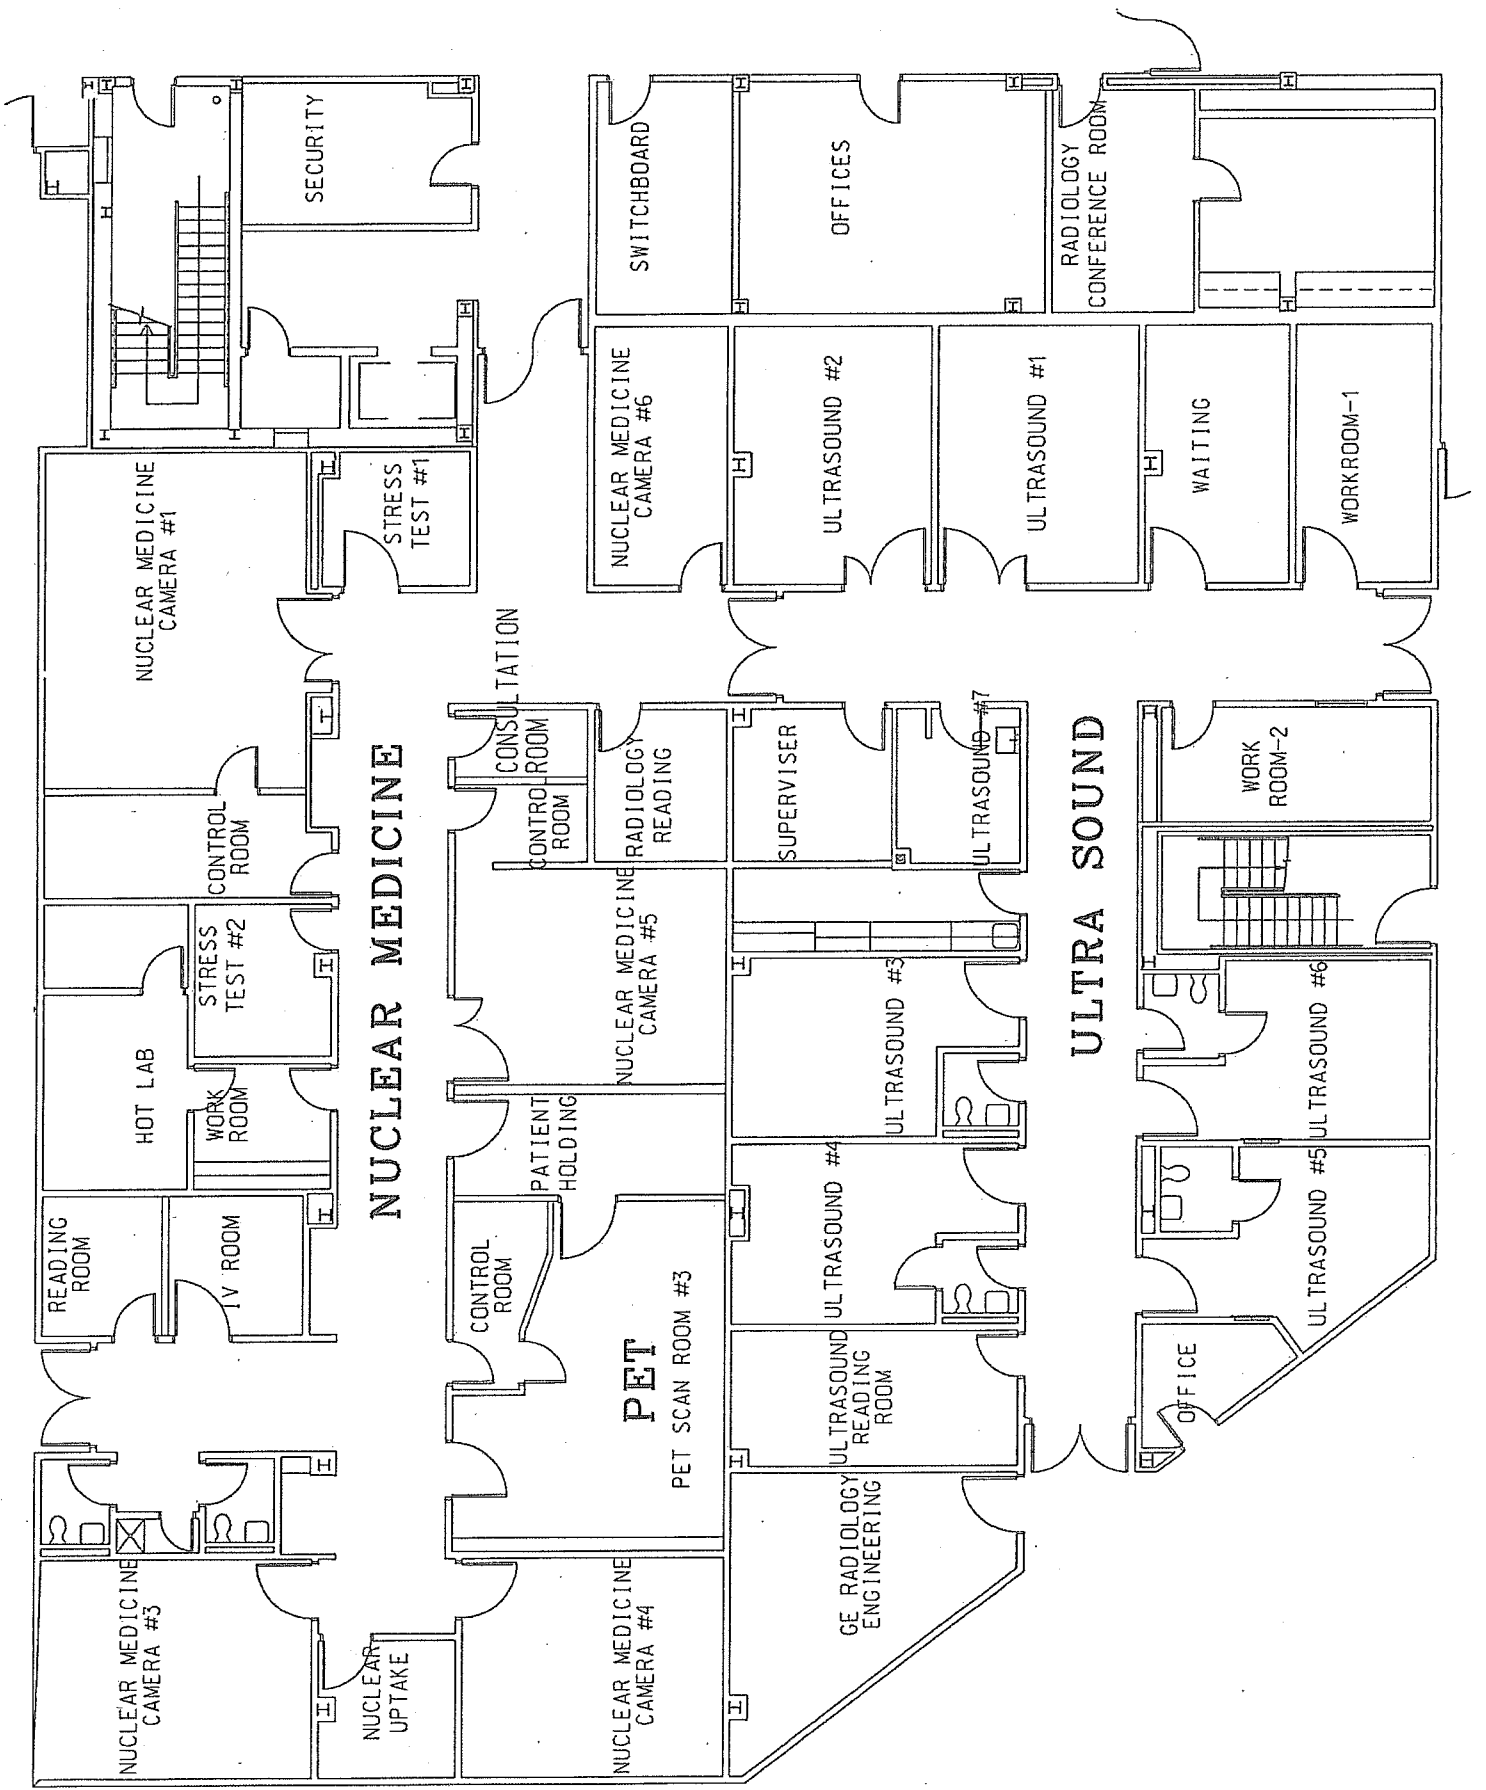 SECURITY
SWITCHBOARD
OFFICES
RADIOLOGY
CONFERENCE ROOM
NUCLEAR MEDICINE
CAMERA #1
STRESS
TEST #1
NUCLEAR MEDICINE
CAMERA #6
ULTRASOUND #2
ULTRASOUND #1
WAITING
WORKROOM-1
CONTROL
ROOM
NUCLEAR MEDICINE
CONSULTATION
ROOM
CONTROL
ROOM
RADIOLOGY
READING
SUPERVISER
ULTRASOUND #7
ULTRA SOUND
WORK
ROOM-2
STRESS
TEST #2
HOT LAB
WORK
ROOM
NUCLEAR MEDICINE
CAMERA #5
PATIENT
HOLDING
ULTRASOUND #3
ULTRASOUND #6
READING
ROOM
IV ROOM
CONTROL
ROOM
PET
PET SCAN ROOM #3
ULTRASOUND #4
ULTRASOUND #5
ULTRASOUND
READING
ROOM
OFFICE
NUCLEAR MEDICINE
CAMERA #3
NUCLEAR
UPTAKE
NUCLEAR MEDICINE
CAMERA #4
GE RADIOLOGY
ENGINEERING